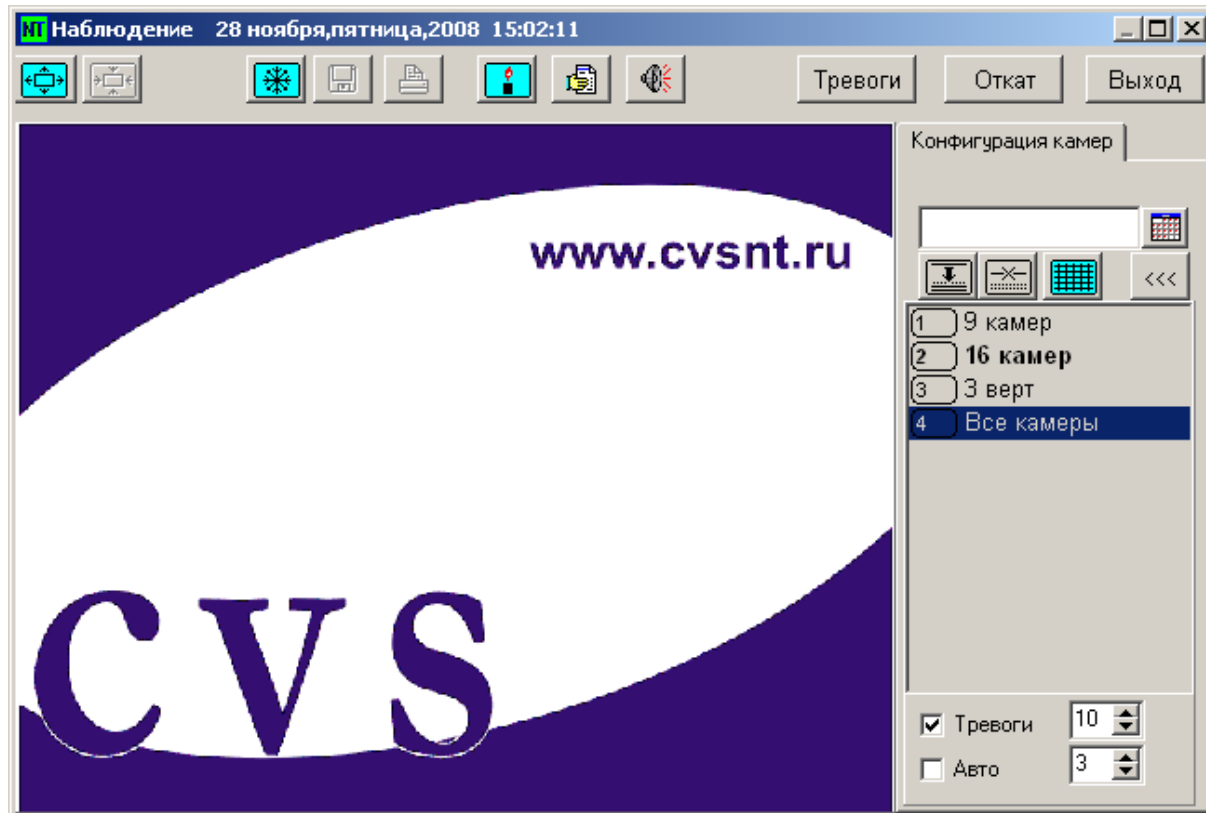 NT Наблюдение 28 ноября,пятница,2008 15:02:11
Тревоги Откат Выход
Конфигурация камер
www.cvsnt.ru
<<<
1 9 камер
2 16 камер
3 3 верт
4 Все камеры
CVS
Тревоги 10
Авто 3